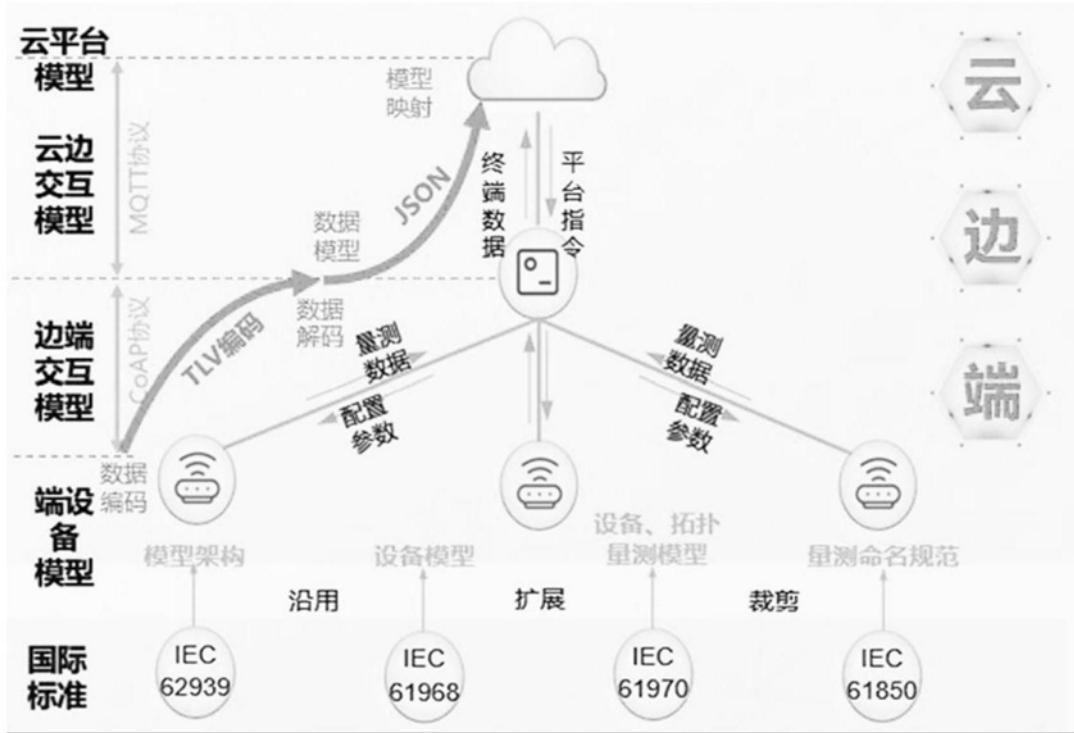 云平台
模型
云边
交互
模型
边端
交互
模型
端设
备
模型
国际
标准
MQTT协议
CoAP协议
模型
映射
JSON
数据
模型
数据
解码
TLV编码
数据
编码
终端数据
平台指令
量测
数据
配置
参数
量测
数据
配置
参数
模型架构
设备模型
设备、拓扑
量测模型
量测命名规范
沿用
扩展
裁剪
IEC
62939
IEC
61968
IEC
61970
IEC
61850
云
边
端